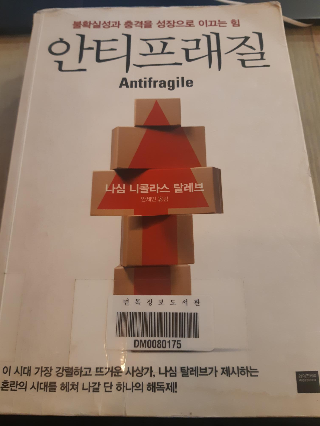 불확실성과 충격을 성장으로 이끄는 힘
안티프래질
Antifragile
나심 니콜라스 탈레브
DM0080175
이 시대 가장 강렬하고 뜨거운 사상가, 나심 탈레브가 제시하는
혼란의 시대를 헤쳐 나갈 단 하나의 해독제!